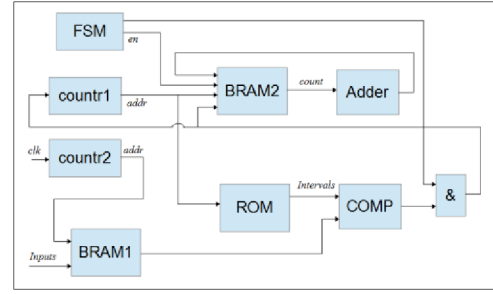 FSM
en
countr1
addr
BRAM2
count
Adder
clk
countr2
addr
ROM
Intervals
COMP
&
Inputs
BRAM1